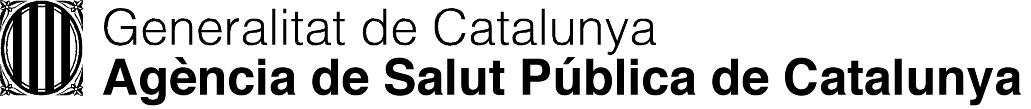 Generalitat de Catalunya
Agència de Salut Pública de Catalunya